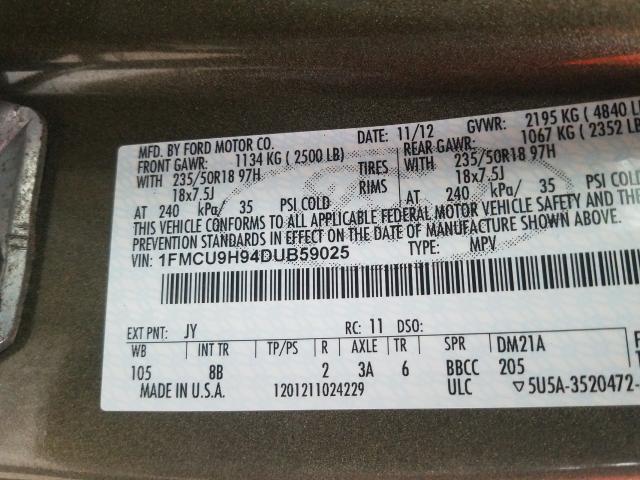 MFD. BY FORD MOTOR CO.
DATE: 11/12 GVWR: 2195 KG ( 4840
FRONT GAWR: 1134 KG ( 2500 LB)
REAR GAWR: 1067 KG ( 2352 LB)
WITH 235/50R18 97H TIRES
WITH 235/50R18 97H
18x7.5J RIMS
18x7.5J
AT 240 kPa/ 35 PSI COLD
AT 240 kPa/ 35 PSI COLD
THIS VEHICLE CONFORMS TO ALL APPLICABLE FEDERAL MOTOR VEHICLE SAFETY AND
PREVENTION STANDARDS IN EFFECT ON THE DATE OF MANUFACTURE SHOWN ABOVE.
VIN: 1FMCU9H94DUB59025 TYPE: MPV
EXT PNT: JY RC: 11 DSO:
WB INT TR TP/PS R AXLE TR SPR DM21A
105 8B 2 3A 6 BBCC 205
MADE IN U.S.A. 1201211024229 ULC ▽5U5A-3520472-